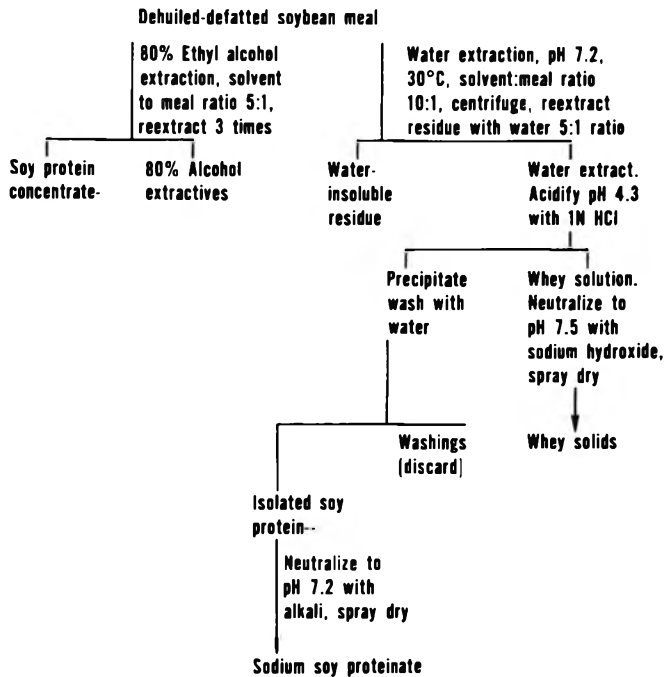 Dehuiled-defatted soybean meal
80% Ethyl alcohol
extraction, solvent
to meal ratio 5:1,
reextract 3 times
Water extraction, pH 7.2,
30°C, solvent:meal ratio
10:1, centrifuge, reextract
residue with water 5:1 ratio
Soy protein
concentrate-
80% Alcohol
extractives
Water-
insoluble
residue
Water extract.
Acidify pH 4.3
with 1N HCl
Precipitate
wash with
water
Whey solution.
Neutralize to
pH 7.5 with
sodium hydroxide,
spray dry
Washings
(discard)
Whey solids
Isolated soy
protein--
Neutralize to
pH 7.2 with
alkali, spray dry
Sodium soy proteinate